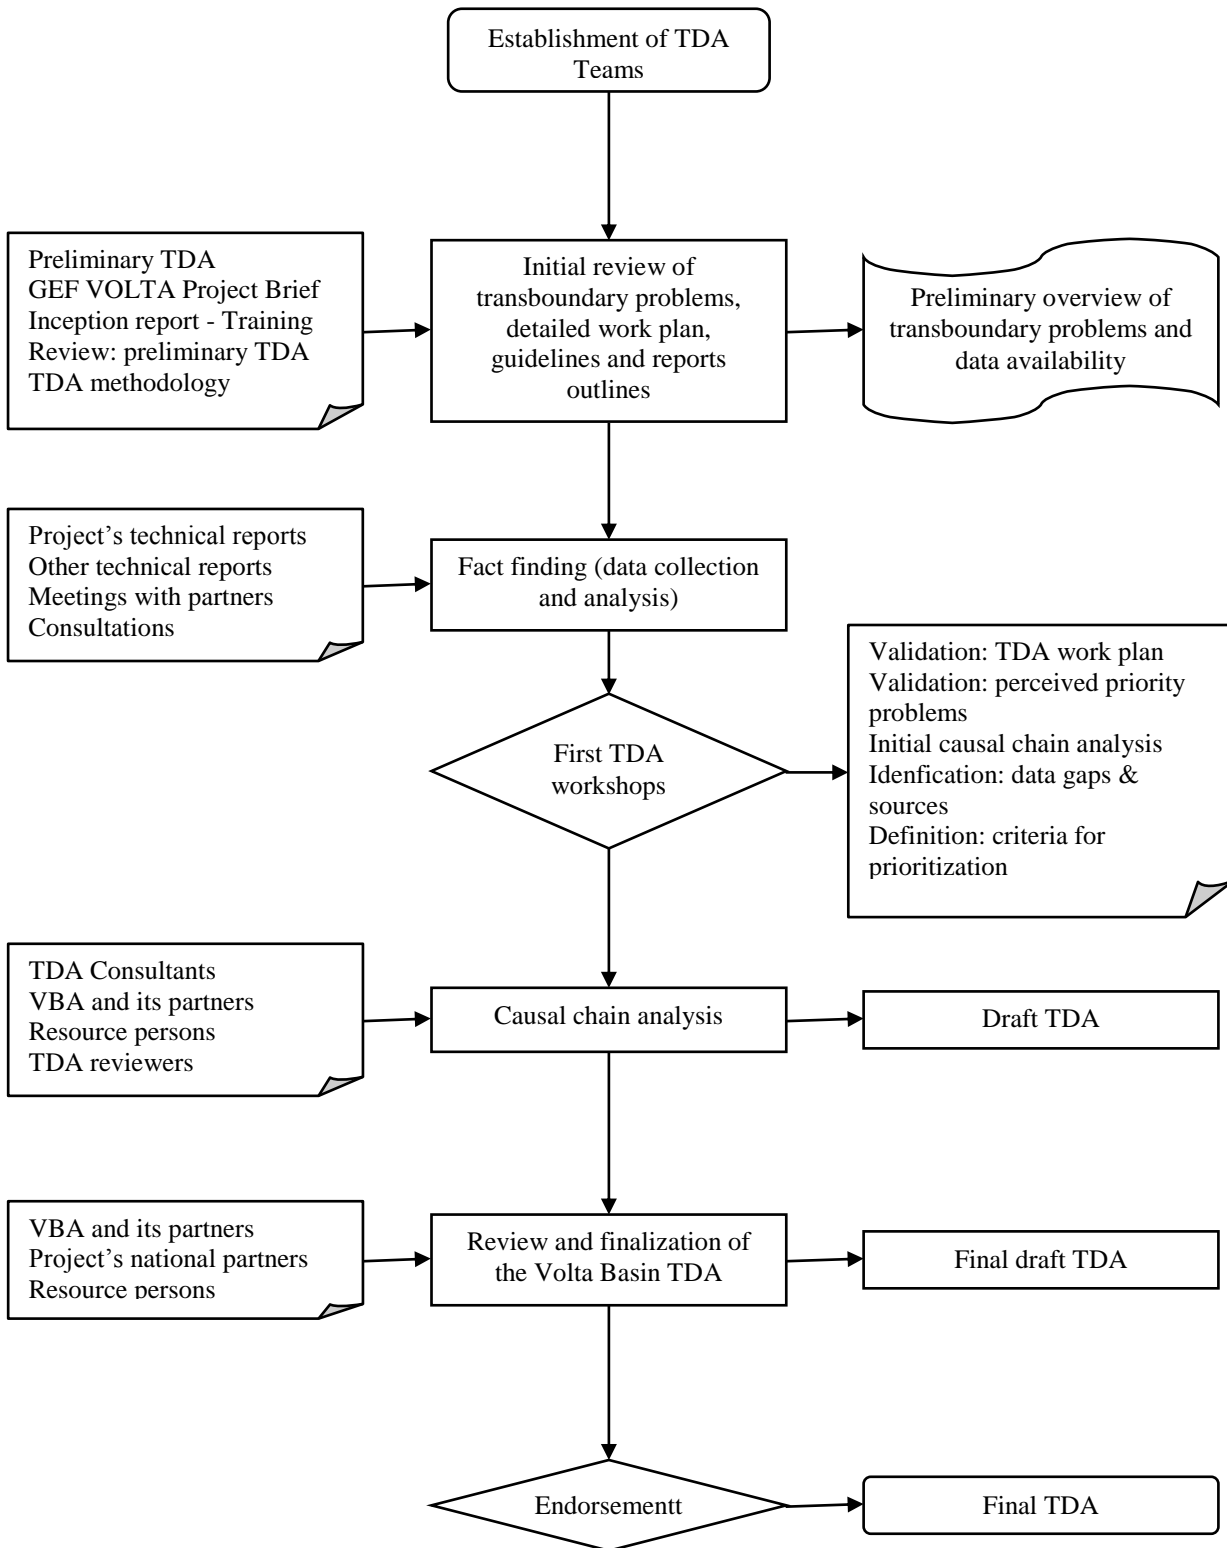 Establishment of TDA
Teams
Preliminary TDA
GEF VOLTA Project Brief
Inception report - Training
Review: preliminary TDA
TDA methodology
Initial review of
transboundary problems,
detailed work plan,
guidelines and reports
outlines
Preliminary overview of
transboundary problems and
data availability
Project’s technical reports
Other technical reports
Meetings with partners
Consultations
Fact finding (data collection
and analysis)
First TDA
workshops
Validation: TDA work plan
Validation: perceived priority
problems
Initial causal chain analysis
Idenfication: data gaps &
sources
Definition: criteria for
prioritization
TDA Consultants
VBA and its partners
Resource persons
TDA reviewers
Causal chain analysis
Draft TDA
VBA and its partners
Project’s national partners
Resource persons
Review and finalization of
the Volta Basin TDA
Final draft TDA
Endorsementt
Final TDA